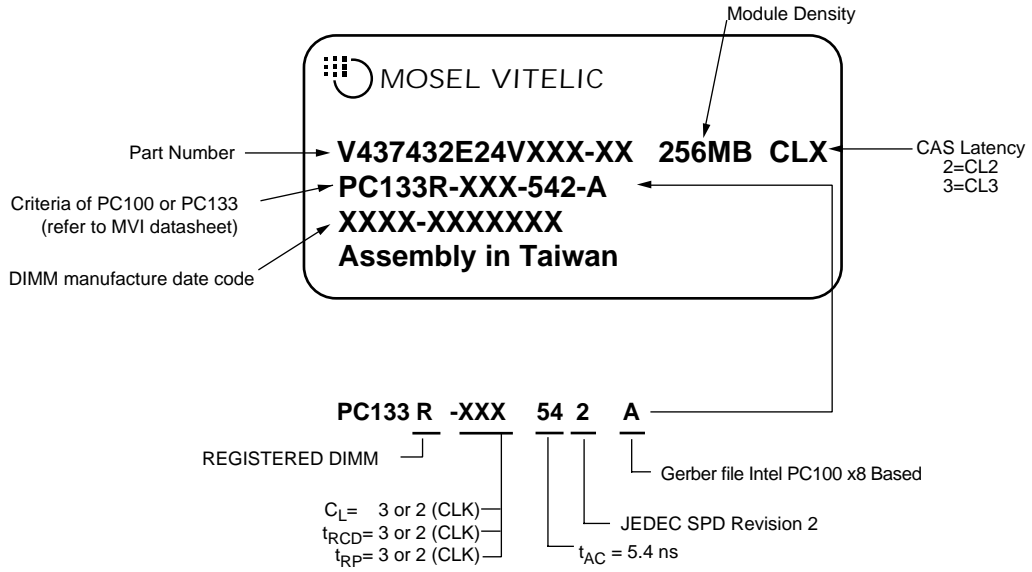 Module Density
MOSEL VITELIC
Part Number
V437432E24VXXX-XX 256MB CLX
CAS Latency
2=CL2
3=CL3
Criteria of PC100 or PC133
(refer to MVI datasheet)
PC133R-XXX-542-A
XXXX-XXXXXXX
DIMM manufacture date code
Assembly in Taiwan
PC133 R -XXX 54 2 A
REGISTERED DIMM
Gerber file Intel PC100 x8 Based
CL= 3 or 2 (CLK)
tRCD= 3 or 2 (CLK)
tRP= 3 or 2 (CLK)
JEDEC SPD Revision 2
tAC = 5.4 ns